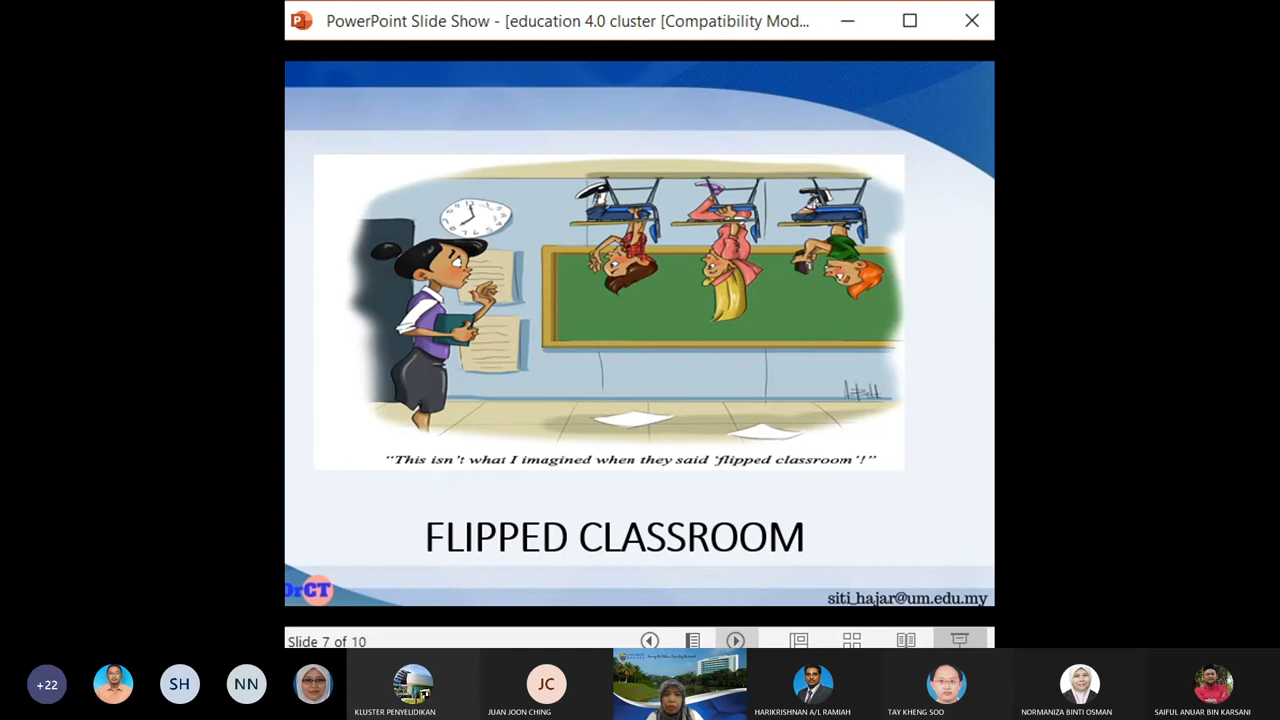 PowerPoint Slide Show - [education 4.0 cluster [Compatibility Mod...
"This isn't what I imagined when they said 'flipped classroom'!"
FLIPPED CLASSROOM
DrCT
siti_hajar@um.edu.my
Slide 7 of 10
+22
SH
NN
JC
KLUSTER PENYELIDIKAN
JUAN JOON CHING
HARIKRISHNAN A/L RAMIAH
TAY KHENG SOO
NORMANIZA BINTI OSMAN
SAIFUL ANUAR BIN KARSANI